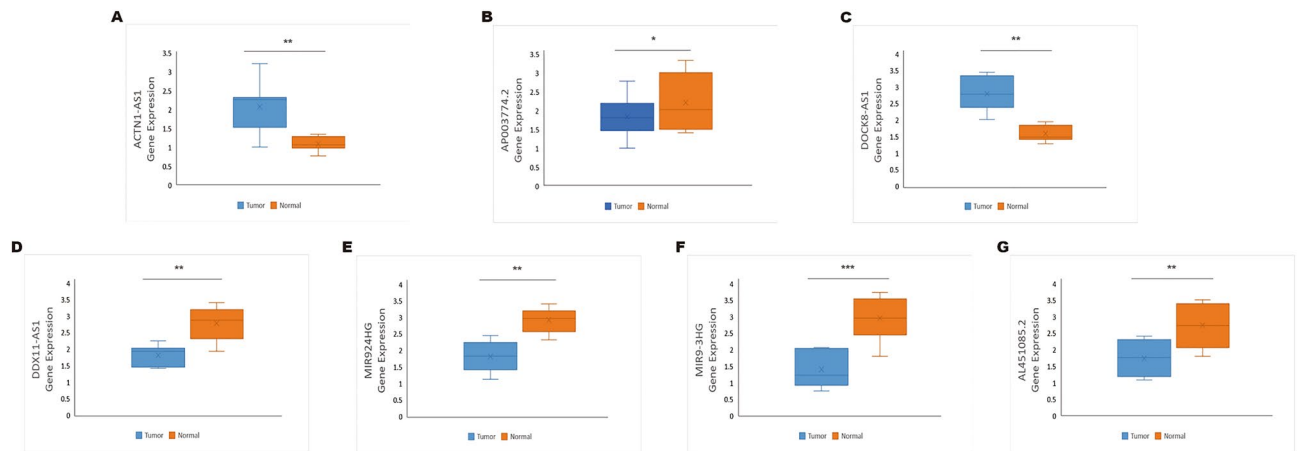 A
**
ACTN1-AS1
Gene Expression
3.5
3
2.5
2
1.5
1
0.5
0
Tumor Normal
B
*
AP003774.2
Gene Expression
3.5
3
2.5
2
1.5
1
0.5
0
Tumor Normal
C
**
DOCK8-AS1
Gene Expression
4
3.5
3
2.5
2
1.5
1
0.5
0
Tumor Normal
D
**
DDX11-AS1
Gene Expression
4
3.5
3
2.5
2
1.5
1
0.5
0
Tumor Normal
E
**
MIR924HG
Gene Expression
4
3.5
3
2.5
2
1.5
1
0.5
0
Tumor Normal
F
***
MIR9-3HG
Gene Expression
4
3.5
3
2.5
2
1.5
1
0.5
0
Tumor Normal
G
**
AL451085.2
Gene Expression
4
3.5
3
2.5
2
1.5
1
0.5
0
Tumor Normal